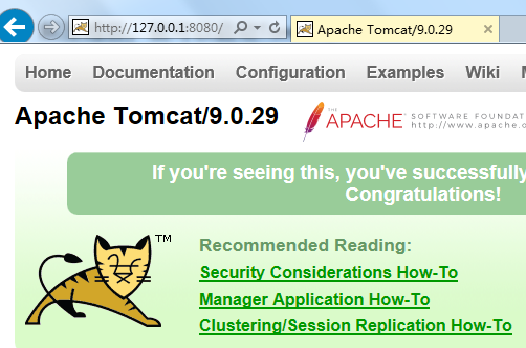 http://127.0.0.1:8080/
Apache Tomcat/9.0.29
Home Documentation Configuration Examples Wiki
Apache Tomcat/9.0.29
THE
APACHE
SOFTWARE FOUNDAT
http://www.apache.o
If you're seeing this, you've successfully
Congratulations!
TM
Recommended Reading:
Security Considerations How-To
Manager Application How-To
Clustering/Session Replication How-To